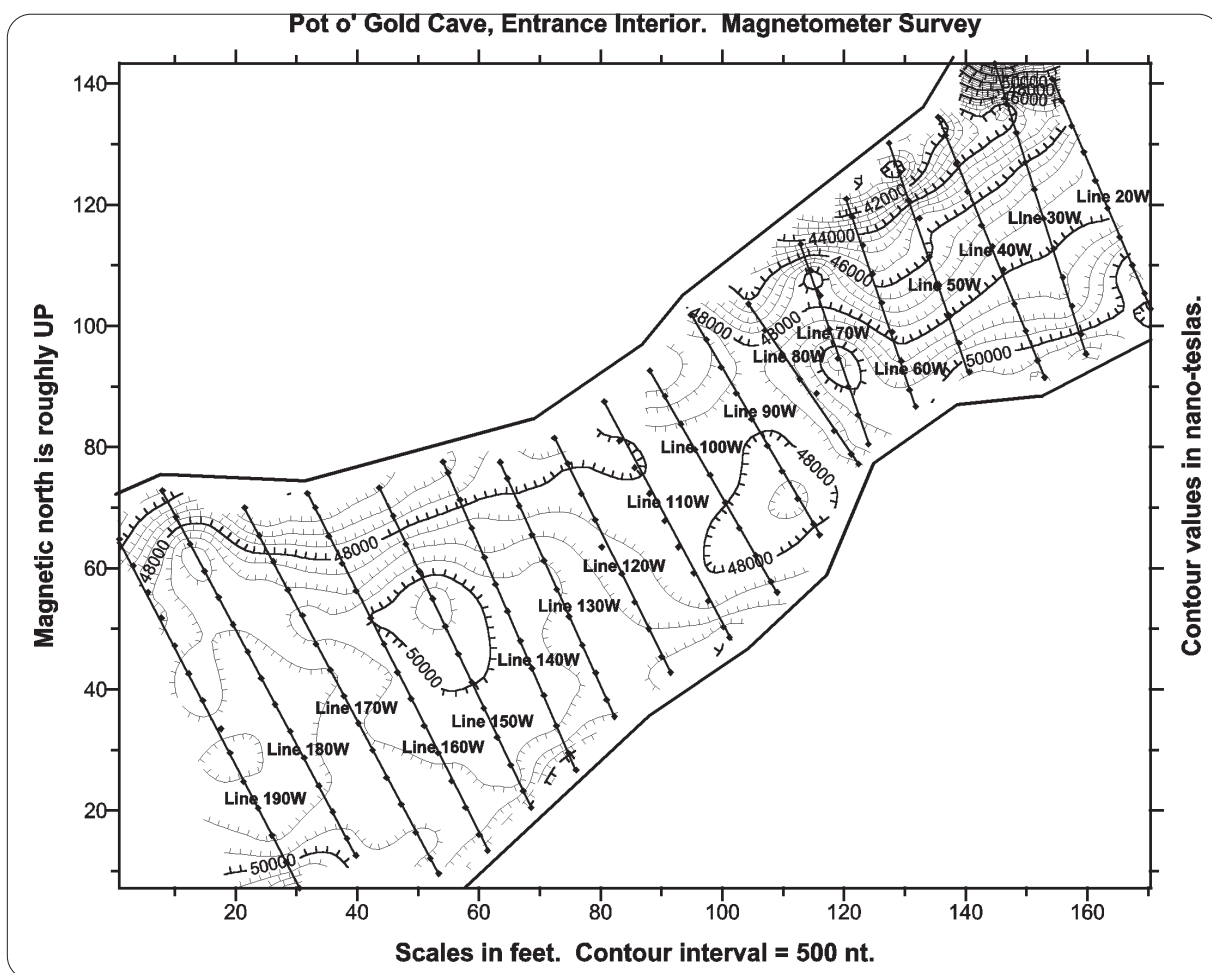 Pot o' Gold Cave, Entrance Interior. Magnetometer Survey
Magnetic north is roughly UP
Contour values in nano-teslas.
140
120
100
80
60
40
20
50000
48000
46000
42000
44000
46000
48000
48000
50000
48000
48000
48000
48000
50000
50000
Line 20W
Line 30W
Line 40W
Line 50W
Line 70W
Line 80W
Line 60W
Line 90W
Line 100W
Line 110W
Line 120W
Line 130W
Line 140W
Line 170W
Line 150W
Line 160W
Line 180W
Line 190W
20
40
60
80
100
120
140
160
Scales in feet. Contour interval = 500 nt.